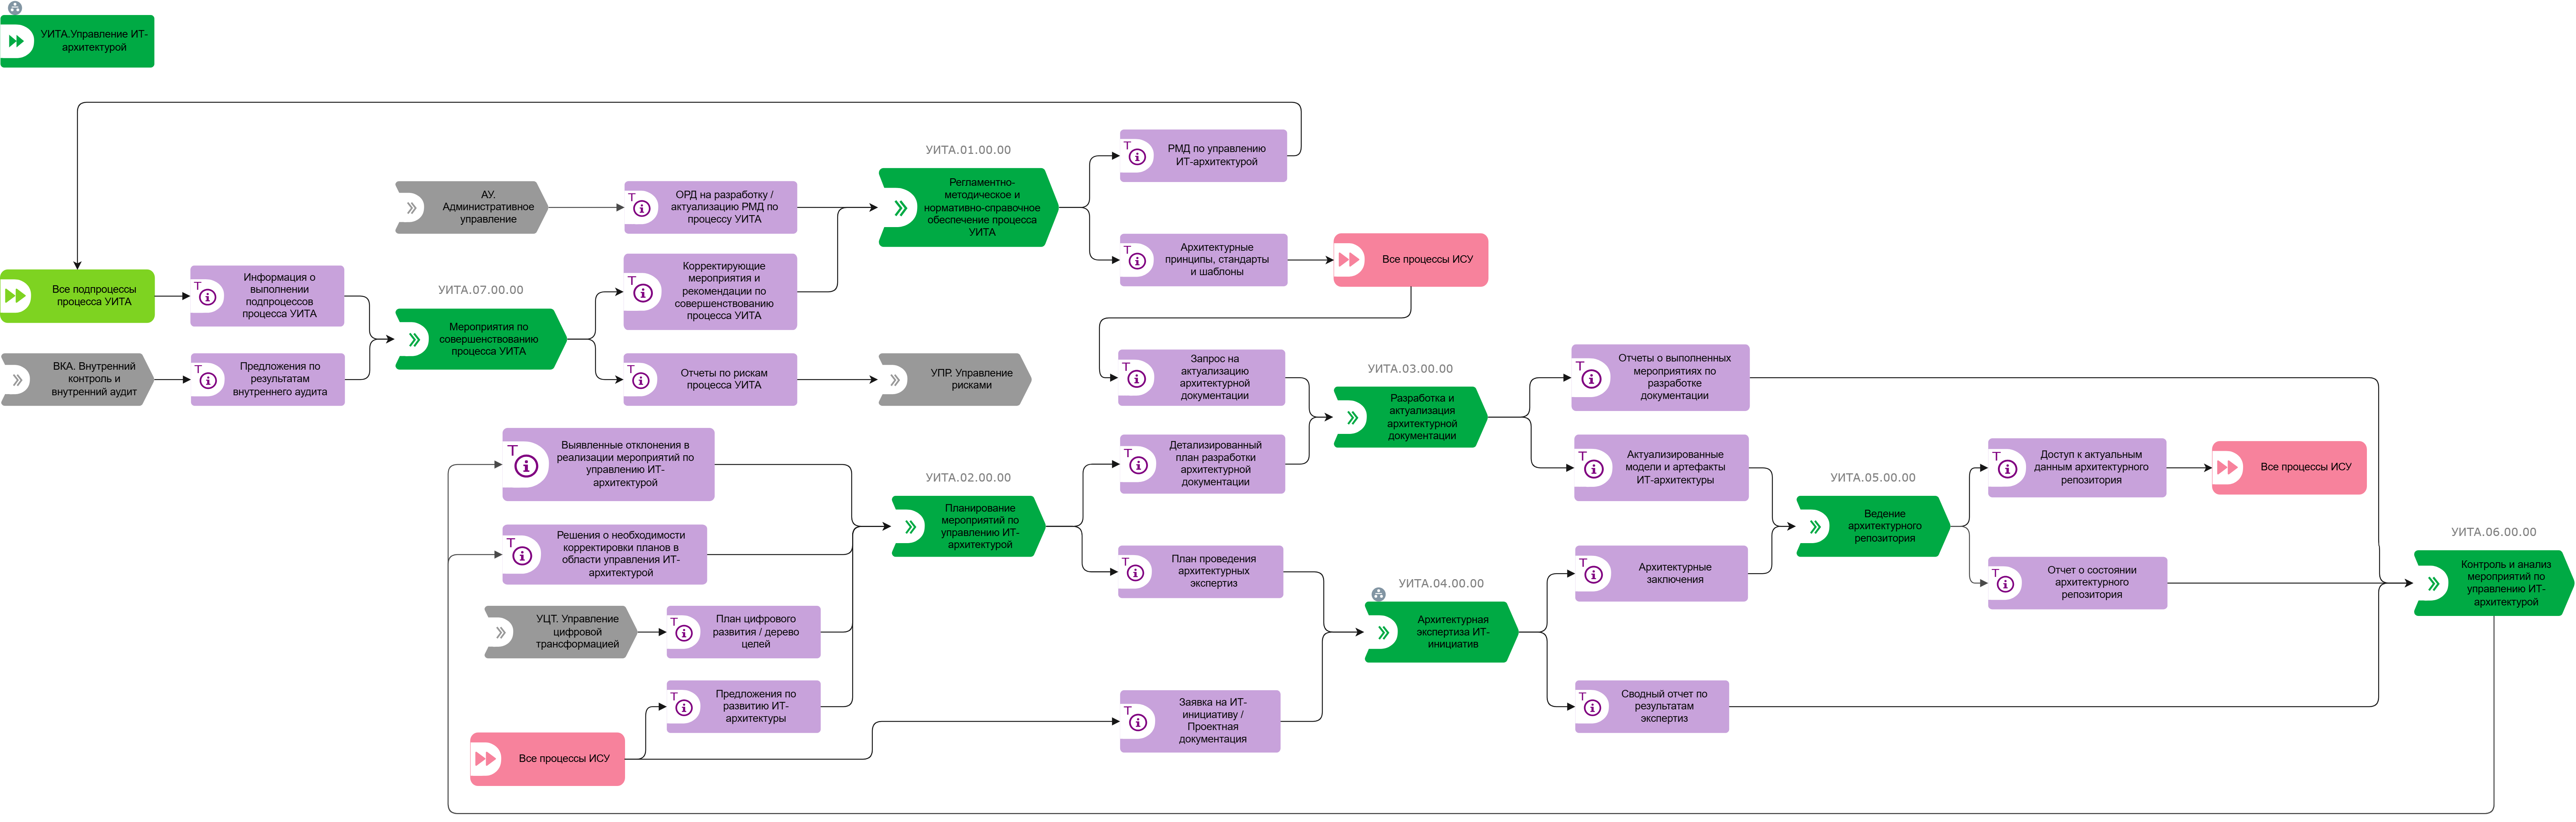 УИТА.Управление ИТ-
архитектурой
УИТА.01.00.00
РМД по управлению
ИТ-архитектурой
АУ.
Административное
управление
ОРД на разработку /
актуализацию РМД по
процессу УИТА
Регламентно-
методическое и
нормативно-справочное
обеспечение процесса
УИТА
Архитектурные
принципы, стандарты
и шаблоны
Все процессы ИСУ
Все подпроцессы
процесса УИТА
Информация о
выполнении
подпроцессов
процесса УИТА
УИТА.07.00.00
Мероприятия по
совершенствованию
процесса УИТА
Корректирующие
мероприятия и
рекомендации по
совершенствованию
процесса УИТА
ВКА. Внутренний
контроль и
внутренний аудит
Предложения по
результатам
внутреннего аудита
Отчеты по рискам
процесса УИТА
УПР. Управление
рисками
Запрос на
актуализацию
архитектурной
документации
УИТА.03.00.00
Разработка и
актуализация
архитектурной
документации
Отчеты о выполненных
мероприятиях по
разработке
документации
Выявленные отклонения в
реализации мероприятий по
управлению ИТ-
архитектурой
УИТА.02.00.00
Планирование
мероприятий по
управлению ИТ-
архитектурой
Детализированный
план разработки
архитектурной
документации
Актуализированные
модели и артефакты
ИТ-архитектуры
УИТА.05.00.00
Ведение
архитектурного
репозитория
Доступ к актуальным
данным архитектурного
репозитория
Все процессы ИСУ
Решения о необходимости
корректировки планов в
области управления ИТ-
архитектурой
План проведения
архитектурных
экспертиз
УИТА.04.00.00
Архитектурная
экспертиза ИТ-
инициатив
Архитектурные
заключения
Отчет о состоянии
архитектурного
репозитория
УИТА.06.00.00
Контроль и анализ
мероприятий по
управлению ИТ-
архитектурой
УЦТ. Управление
цифровой
трансформацией
План цифрового
развития / дерево
целей
Предложения по
развитию ИТ-
архитектуры
Заявка на ИТ-
инициативу /
Проектная
документация
Сводный отчет по
результатам
экспертиз
Все процессы ИСУ